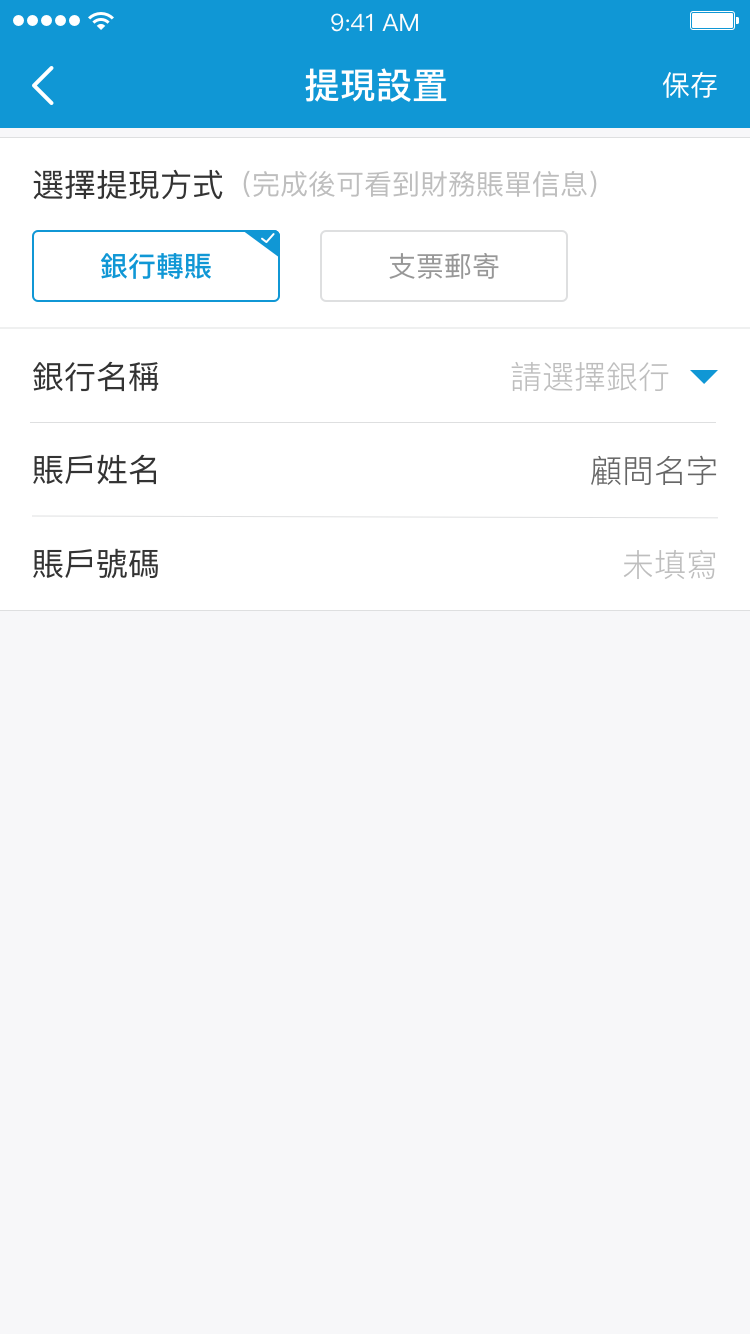 9:41 AM
提現設置
保存
選擇提現方式（完成後可看到財務賬單信息）
銀行轉賬
支票郵寄
銀行名稱
請選擇銀行
賬戶姓名
顧問名字
賬戶號碼
未填寫